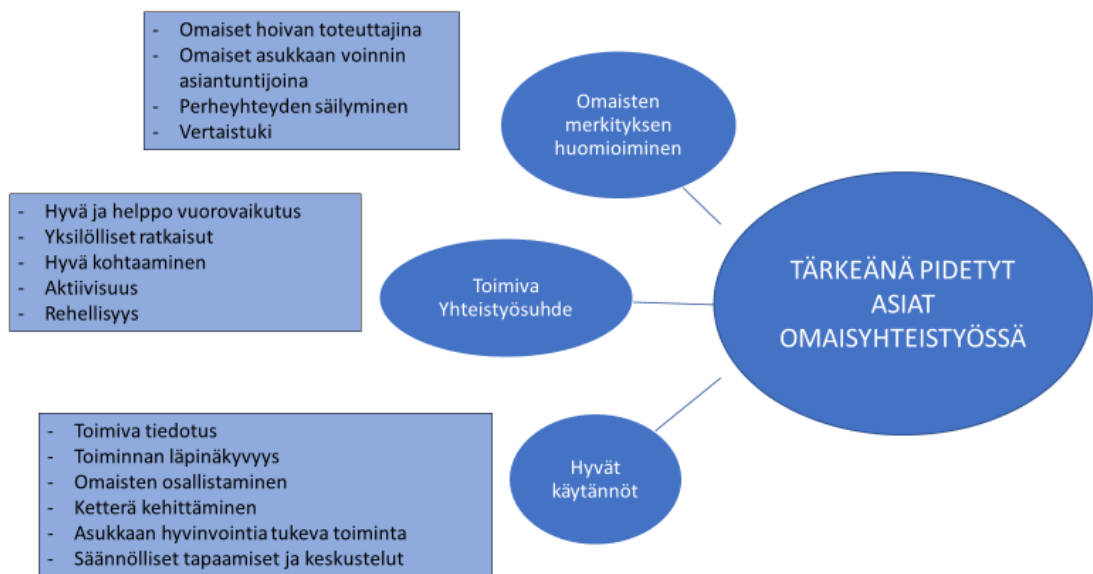 - Omaiset hoivan toteuttajina
- Omaiset asukkaan voinnin
asiantuntijoina
- Perheyhteyden säilyminen
- Vertaistuki
Omaisten
merkityksen
huomioiminen
- Hyvä ja helppo vuorovaikutus
- Yksilölliset ratkaisut
- Hyvä kohtaaminen
- Aktiivisuus
- Rehellisyys
Toimiva
Yhteistyösuhde
TÄRKEÄNÄ PIDETYT
ASIAT
OMAISYHTEISTYÖSSÄ
- Toimiva tiedotus
- Toiminnan läpinäkyvyys
- Omaisten osallistaminen
- Ketterä kehittäminen
- Asukkaan hyvinvointia tukeva toiminta
- Säännölliset tapaamiset ja keskustelut
Hyvät
käytännöt